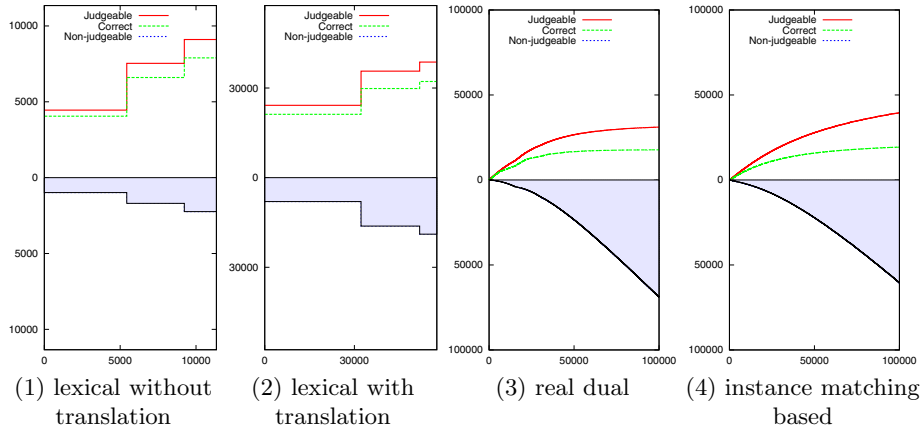 Judgeable
Correct
Non-judgeable
10000
5000
0
5000
10000
0 5000 10000
(1) lexical without
translation
Judgeable
Correct
Non-judgeable
30000
0
30000
0 30000
(2) lexical with
translation
100000
Judgeable
Correct
Non-judgeable
50000
0
50000
100000
0 50000 100000
(3) real dual
100000
Judgeable
Correct
Non-judgeable
50000
0
50000
100000
0 50000 100000
(4) instance matching
based